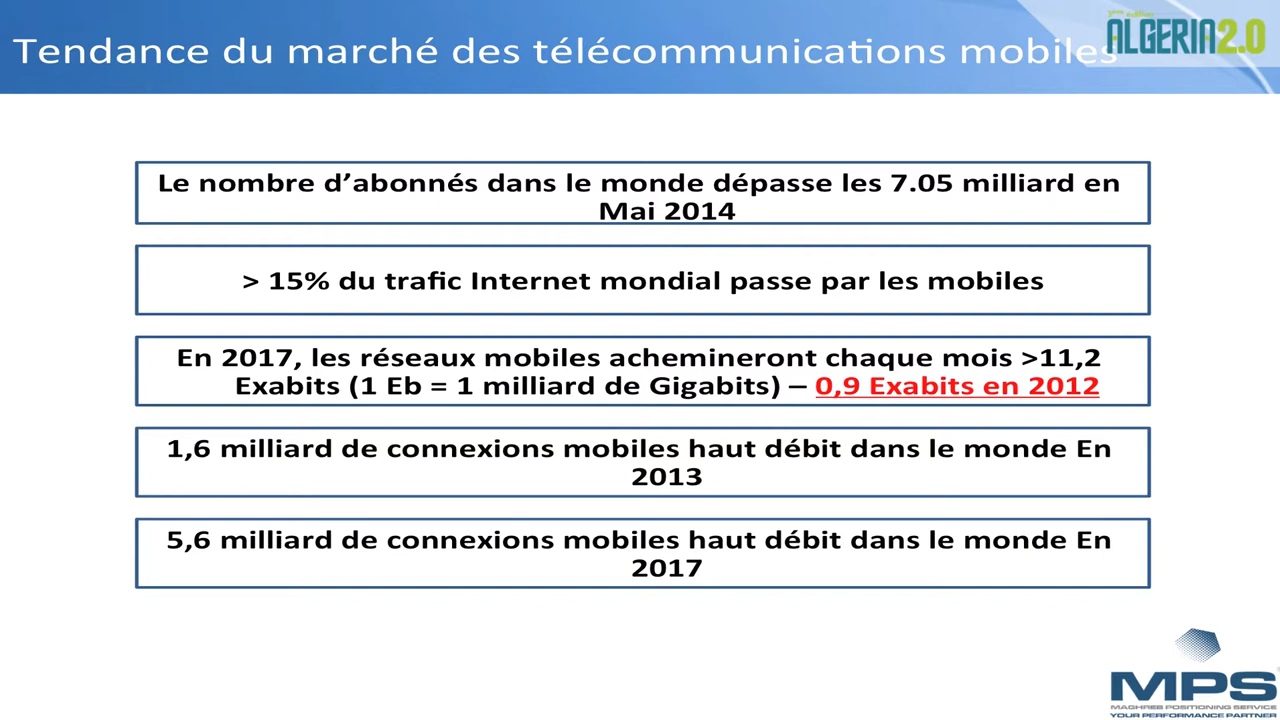 Tendance du marché des télécommunications mobiles
3ème édition
ALGERIA2.0
Le nombre d’abonnés dans le monde dépasse les 7.05 milliard en
Mai 2014
> 15% du trafic Internet mondial passe par les mobiles
En 2017, les réseaux mobiles achemineront chaque mois >11,2
Exabits (1 Eb = 1 milliard de Gigabits) – 0,9 Exabits en 2012
1,6 milliard de connexions mobiles haut débit dans le monde En
2013
5,6 milliard de connexions mobiles haut débit dans le monde En
2017
MPS
MAGHREB POSITIONING SERVICE
YOUR PERFORMANCE PARTNER